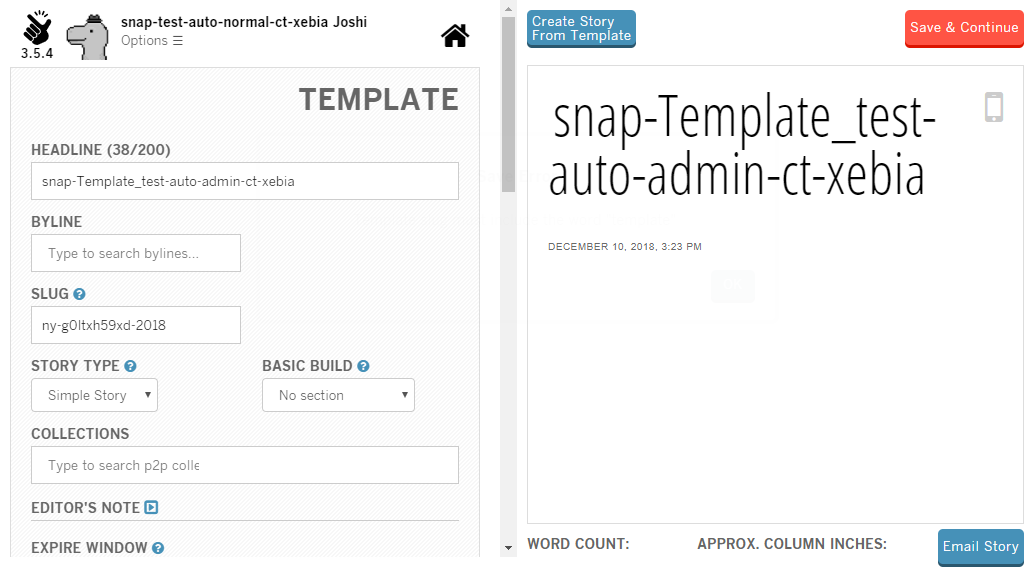 snap-test-auto-normal-ct-xebia Joshi
Options ☰
3.5.4
TEMPLATE
HEADLINE (38/200)
snap-Template_test-auto-admin-ct-xebia
BYLINE
Type to search bylines...
SLUG
ny-g0ltxh59xd-2018
STORY TYPE
BASIC BUILD
Simple Story
No section
COLLECTIONS
Type to search p2p colle
EDITOR'S NOTE
EXPIRE WINDOW
Create Story
From Template
Save & Continue
snap-Template_test-
auto-admin-ct-xebia
DECEMBER 10, 2018, 3:23 PM
WORD COUNT:
APPROX. COLUMN INCHES:
Email Story